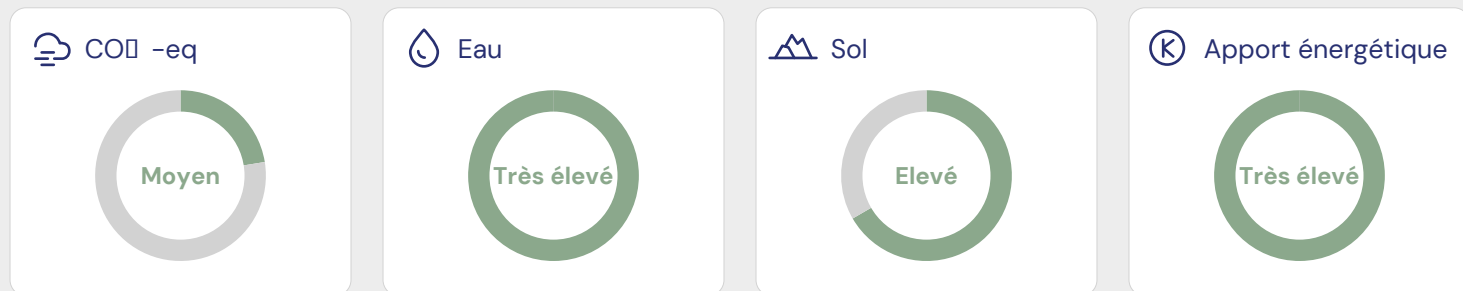 CO▯ -eq
Moyen
Eau
Très élevé
Sol
Elevé
Apport énergétique
Très élevé